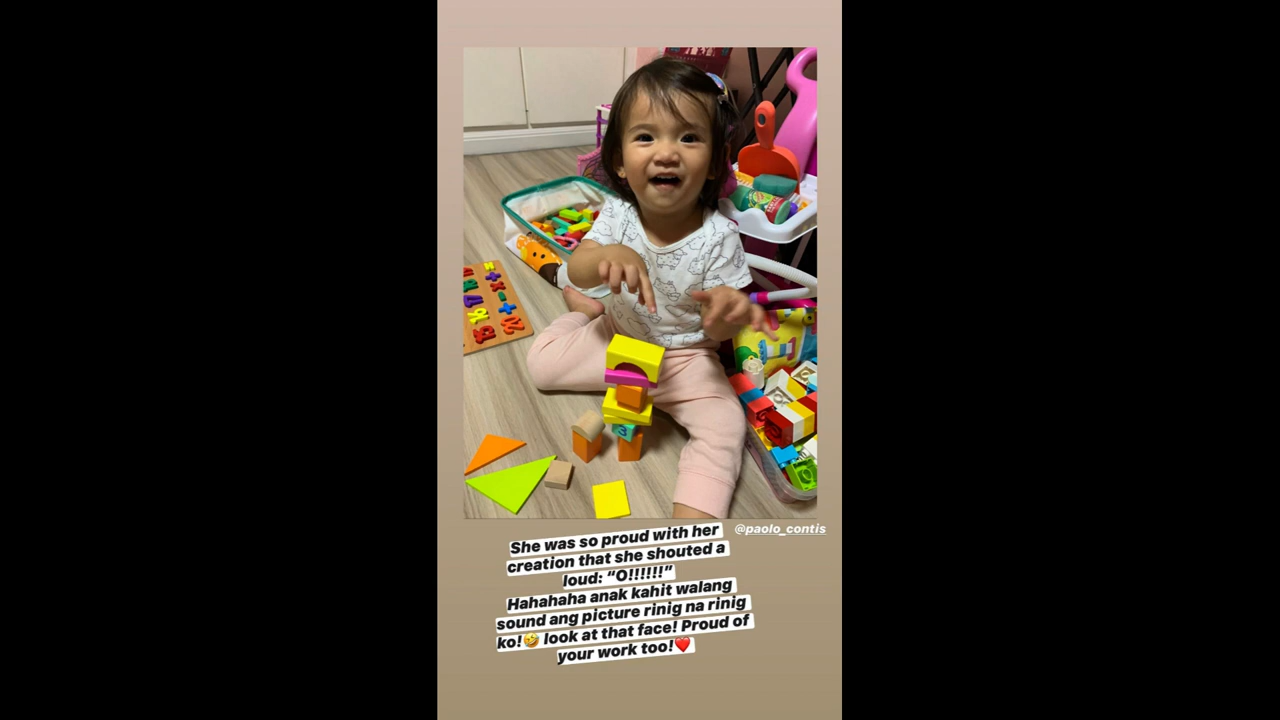 She was so proud with her
creation that she shouted a
loud: “O!!!!!!”
Hahahaha anak kahit walang
sound ang picture rinig na rinig
ko!🤣 look at that face! Proud of
your work too!❤️
@paolo_contis